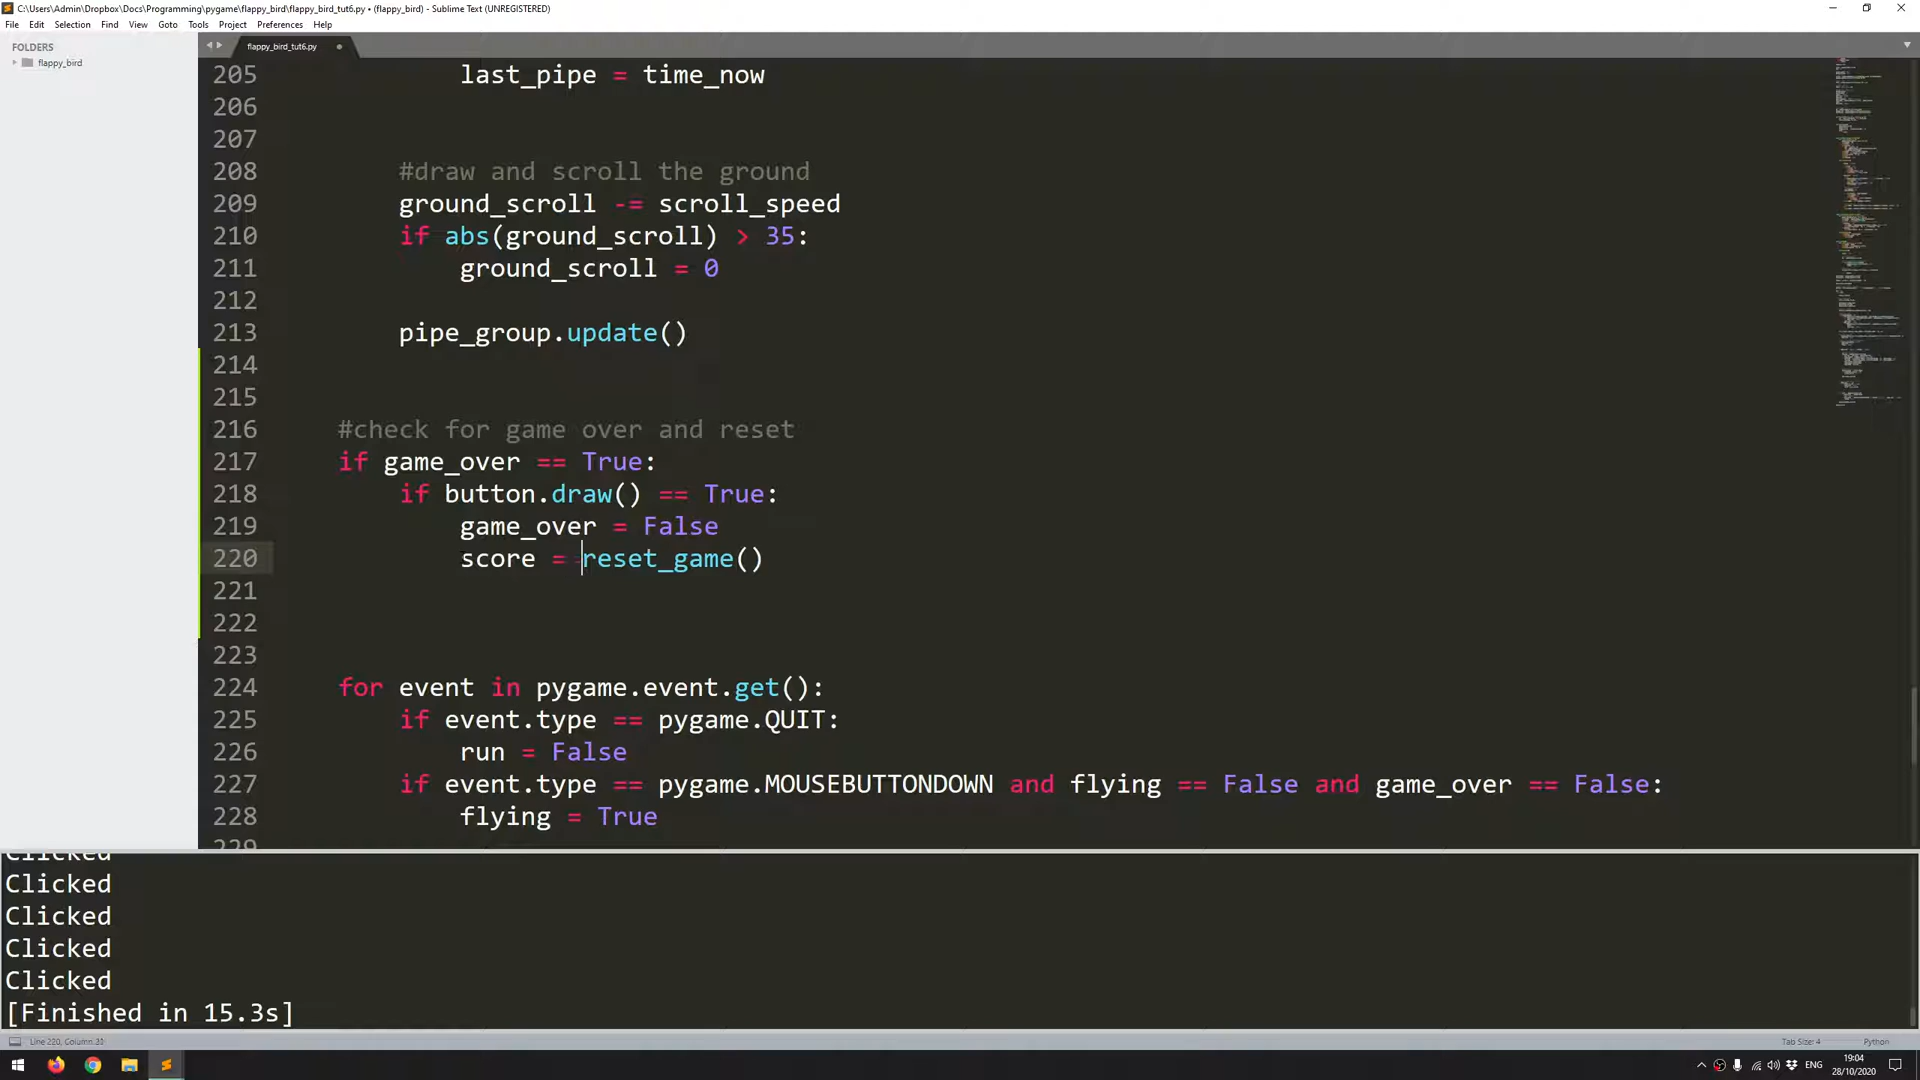 C:\Users\Admin\Dropbox\Docs\Programming\pygame\flappy_bird\flappy_bird_tut6.py • (flappy_bird) - Sublime Text (UNREGISTERED)
File Edit Selection Find View Goto Tools Project Preferences Help
FOLDERS
flappy_bird
flappy_bird_tut6.py
205 last_pipe = time_now
206
207
208 #draw and scroll the ground
209 ground_scroll -= scroll_speed
210 if abs(ground_scroll) > 35:
211 ground_scroll = 0
212
213 pipe_group.update()
214
215
216 #check for game over and reset
217 if game_over == True:
218 if button.draw() == True:
219 game_over = False
220 score = reset_game()
221
222
223
224 for event in pygame.event.get():
225 if event.type == pygame.QUIT:
226 run = False
227 if event.type == pygame.MOUSEBUTTONDOWN and flying == False and game_over == False:
228 flying = True
229
Clicked
Clicked
Clicked
Clicked
Clicked
[Finished in 15.3s]
Line 220, Column 21
Tab Size: 4 Python
ENG
19:04
28/10/2020